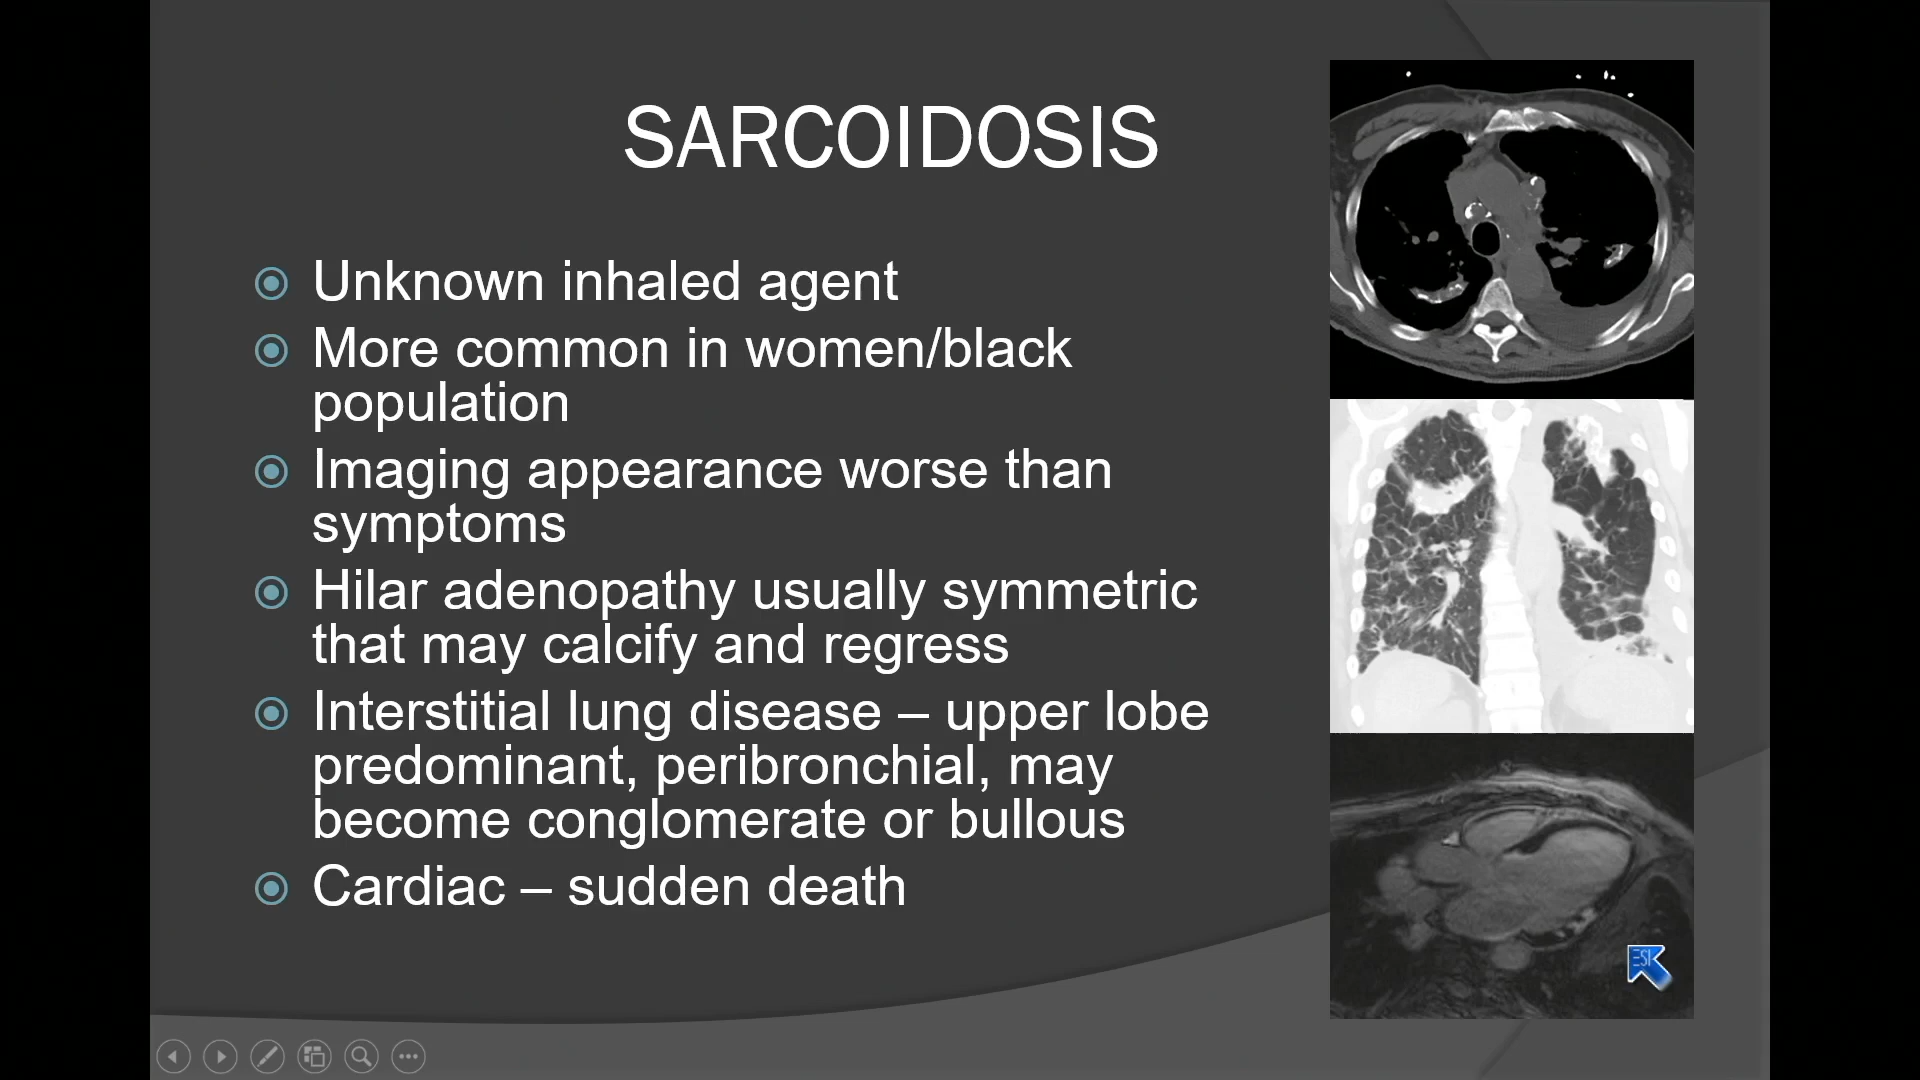 SARCOIDOSIS
Unknown inhaled agent
More common in women/black
population
Imaging appearance worse than
symptoms
Hilar adenopathy usually symmetric
that may calcify and regress
Interstitial lung disease – upper lobe
predominant, peribronchial, may
become conglomerate or bullous
Cardiac – sudden death
ESI